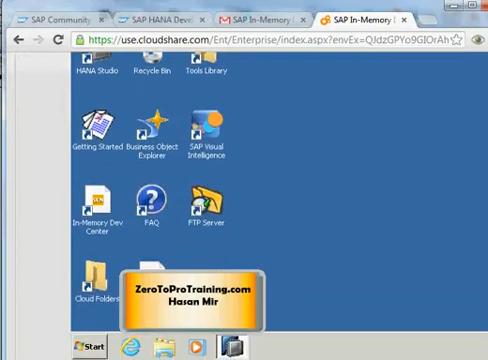 SAP Community
SAP HANA Devel
SAP In-Memory
SAP In-Memory D
https://use.cloudshare.com/Ent/Enterprise/index.aspx?envEx=QJdzGPYo9GIOrAh
HANA Studio
Recycle Bin
Tools Library
Getting Started
Business Object
Explorer
SAP Visual
Intelligence
In-Memory Dev
Center
FAQ
FTP Server
Cloud Folders
ZeroToProTraining.com
Hasan Mir
Start